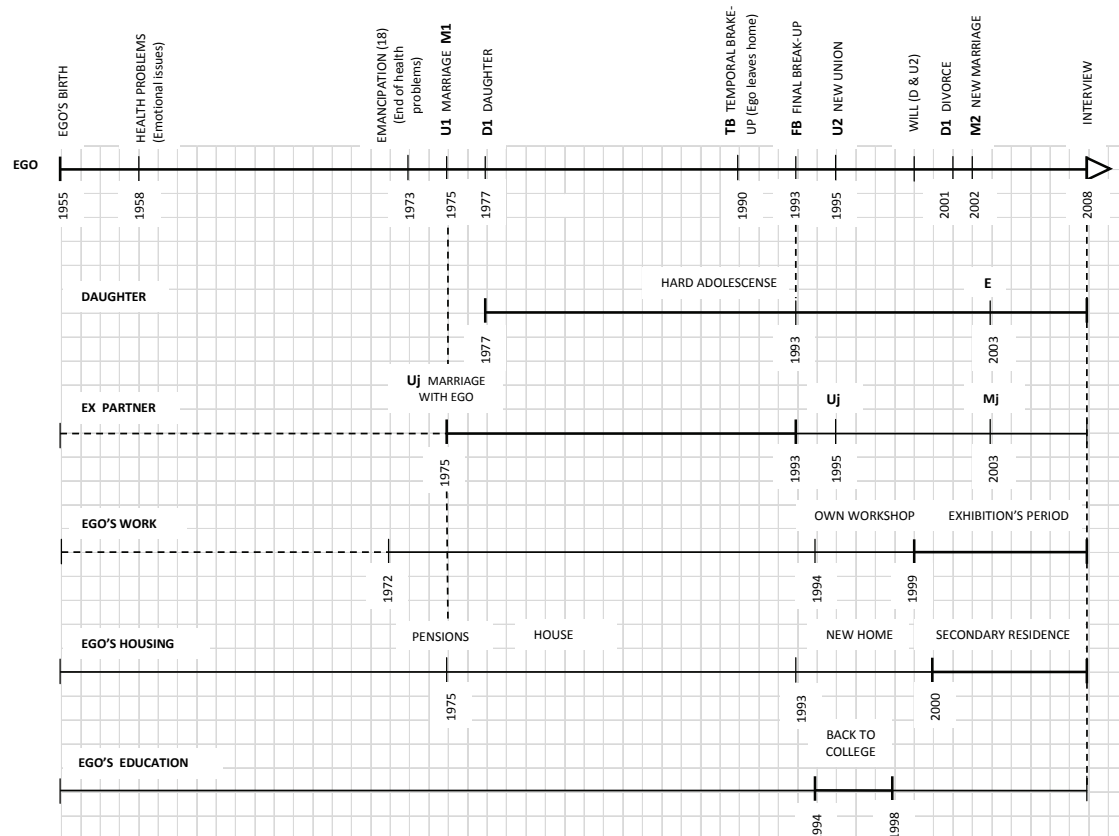 EGO'S BIRTH
HEALTH PROBLEMS
(Emotional issues)
EMANCIPATION (18)
(End of health
problems)
U1 MARRIAGE M1
D1 DAUGHTER
TB TEMPORAL BRAKE-
UP (Ego leaves home)
FB FINAL BREAK-UP
U2 NEW UNION
WILL (D & U2)
D1 DIVORCE
M2 NEW MARRIAGE
INTERVIEW
EGO
1955
1958
1973
1975
1977
1990
1993
1995
2001
2002
2008
HARD ADOLESCENSE
E
DAUGHTER
1977
1993
2003
Uj MARRIAGE
WITH EGO
Uj
Mj
EX PARTNER
1975
1993
1995
2003
OWN WORKSHOP
EXHIBITION'S PERIOD
EGO'S WORK
1972
1994
1999
PENSIONS
HOUSE
NEW HOME
SECONDARY RESIDENCE
EGO'S HOUSING
1975
1993
2000
BACK TO
COLLEGE
EGO'S EDUCATION
1994
1998